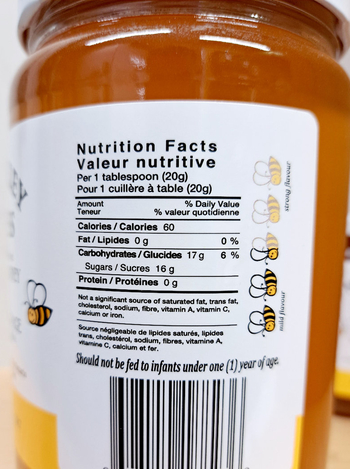 Nutrition Facts
Valeur nutritive
Per 1 tablespoon (20g)
Pour 1 cuillère à table (20g)
Amount % Daily Value
Teneur % valeur quotidienne
Calories / Calories 60
Fat / Lipides 0 g 0 %
Carbohydrates / Glucides 17 g 6 %
Sugars / Sucres 16 g
Protein / Protéines 0 g
Not a significant source of saturated fat, trans fat,
cholesterol, sodium, fibre, vitamin A, vitamin C,
calcium or iron.
Source négligeable de lipides saturés, lipides
trans, cholestérol, sodium, fibres, vitamine A,
vitamine C, calcium et fer.
Should not be fed to infants under one (1) year of age.
strong flavour
mild flavour